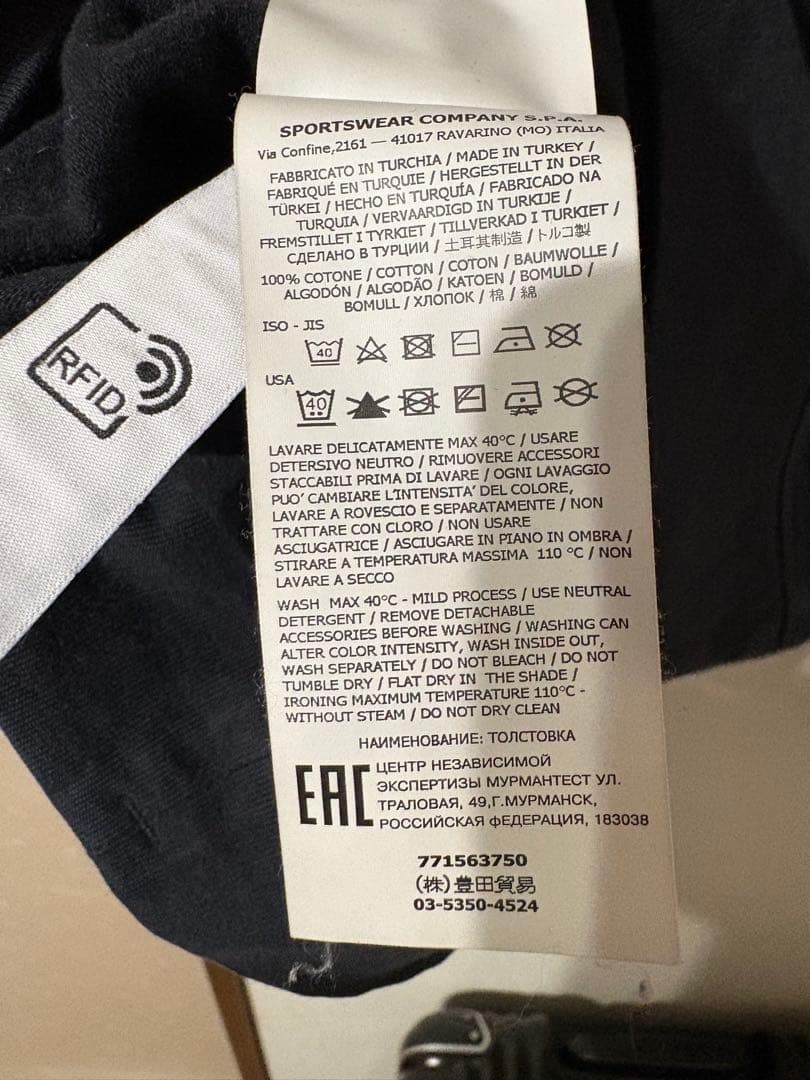 SPORTSWEAR COMPANY S.P.A.
Via Confine,2161 — 41017 RAVARINO (MO) ITALIA
FABBRICATO IN TURCHIA / MADE IN TURKEY /
FABRIQUÉ EN TURQUIE / HERGESTELLT IN DER
TÜRKEI / HECHO EN TURQUÍA / FABRICADO NA
TURQUIA / VERVAARDIGD IN TURKIJE /
FREMSTILLET I TYRKIET / TILLVERKAD I TURKIET /
СДЕЛАНО В ТУРЦИИ / 土耳其制造 / トルコ製
100% COTONE / COTTON / COTON / BAUMWOLLE /
ALGODÓN / ALGODÃO / KATOEN / BOMULD /
BOMULL / ХЛОПОК / 棉 / 綿
ISO - JIS
40
USA
40
RFID
LAVARE DELICATAMENTE MAX 40°C / USARE
DETERSIVO NEUTRO / RIMUOVERE ACCESSORI
STACCABILI PRIMA DI LAVARE / OGNI LAVAGGIO
PUO' CAMBIARE L'INTENSITA' DEL COLORE,
LAVARE A ROVESCIO E SEPARATAMENTE / NON
TRATTARE CON CLORO / NON USARE
ASCIUGATRICE / ASCIUGARE IN PIANO IN OMBRA /
STIRARE A TEMPERATURA MASSIMA 110 °C / NON
LAVARE A SECCO
WASH MAX 40°C - MILD PROCESS / USE NEUTRAL
DETERGENT / REMOVE DETACHABLE
ACCESSORIES BEFORE WASHING / WASHING CAN
ALTER COLOR INTENSITY, WASH INSIDE OUT,
WASH SEPARATELY / DO NOT BLEACH / DO NOT
TUMBLE DRY / FLAT DRY IN THE SHADE /
IRONING MAXIMUM TEMPERATURE 110°C -
WITHOUT STEAM / DO NOT DRY CLEAN
НАИМЕНОВАНИЕ: ТОЛСТОВКА
EAC
ЦЕНТР НЕЗАВИСИМОЙ
ЭКСПЕРТИЗЫ МУРМАНТЕСТ УЛ.
ТРАЛОВАЯ, 49,Г.МУРМАНСК,
РОССИЙСКАЯ ФЕДЕРАЦИЯ, 183038
771563750
(株)豊田貿易
03-5350-4524